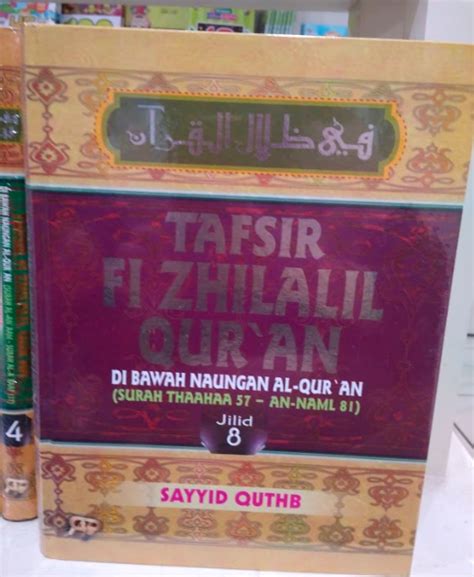 في ظلال القرآن
TAFSIR
FI ZHILALIL
QUR`AN
DI BAWAH NAUNGAN AL-QUR`AN
(SURAH THAAHAA 57 – AN-NAML 81)
Jilid
8
SAYYID QUTHB
4